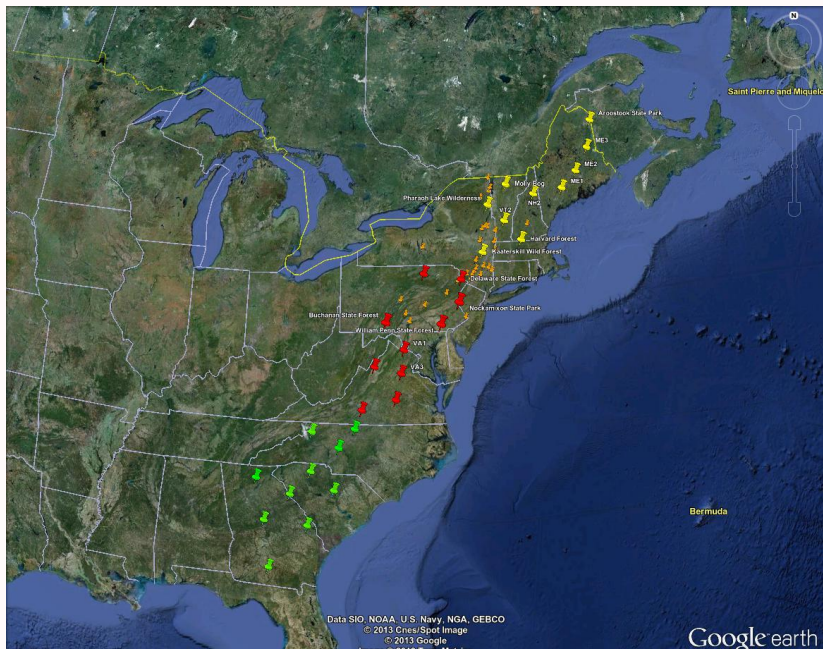 N
Saint Pierre and Miquelo
Aroostook State Park
ME3
ME2
ME1
Molly Bog
Pharaoh Lake Wilderness
NH2
VT2
Harvard Forest
Kaaterskill Wild Forest
Delaware State Forest
Nockamixon State Park
Buchanan State Forest
William Penn State Forest
VA1
VA3
Bermuda
Data SIO, NOAA, U.S. Navy, NGA, GEBCO
© 2013 Cnes/Spot Image
© 2013 Google
Google earth